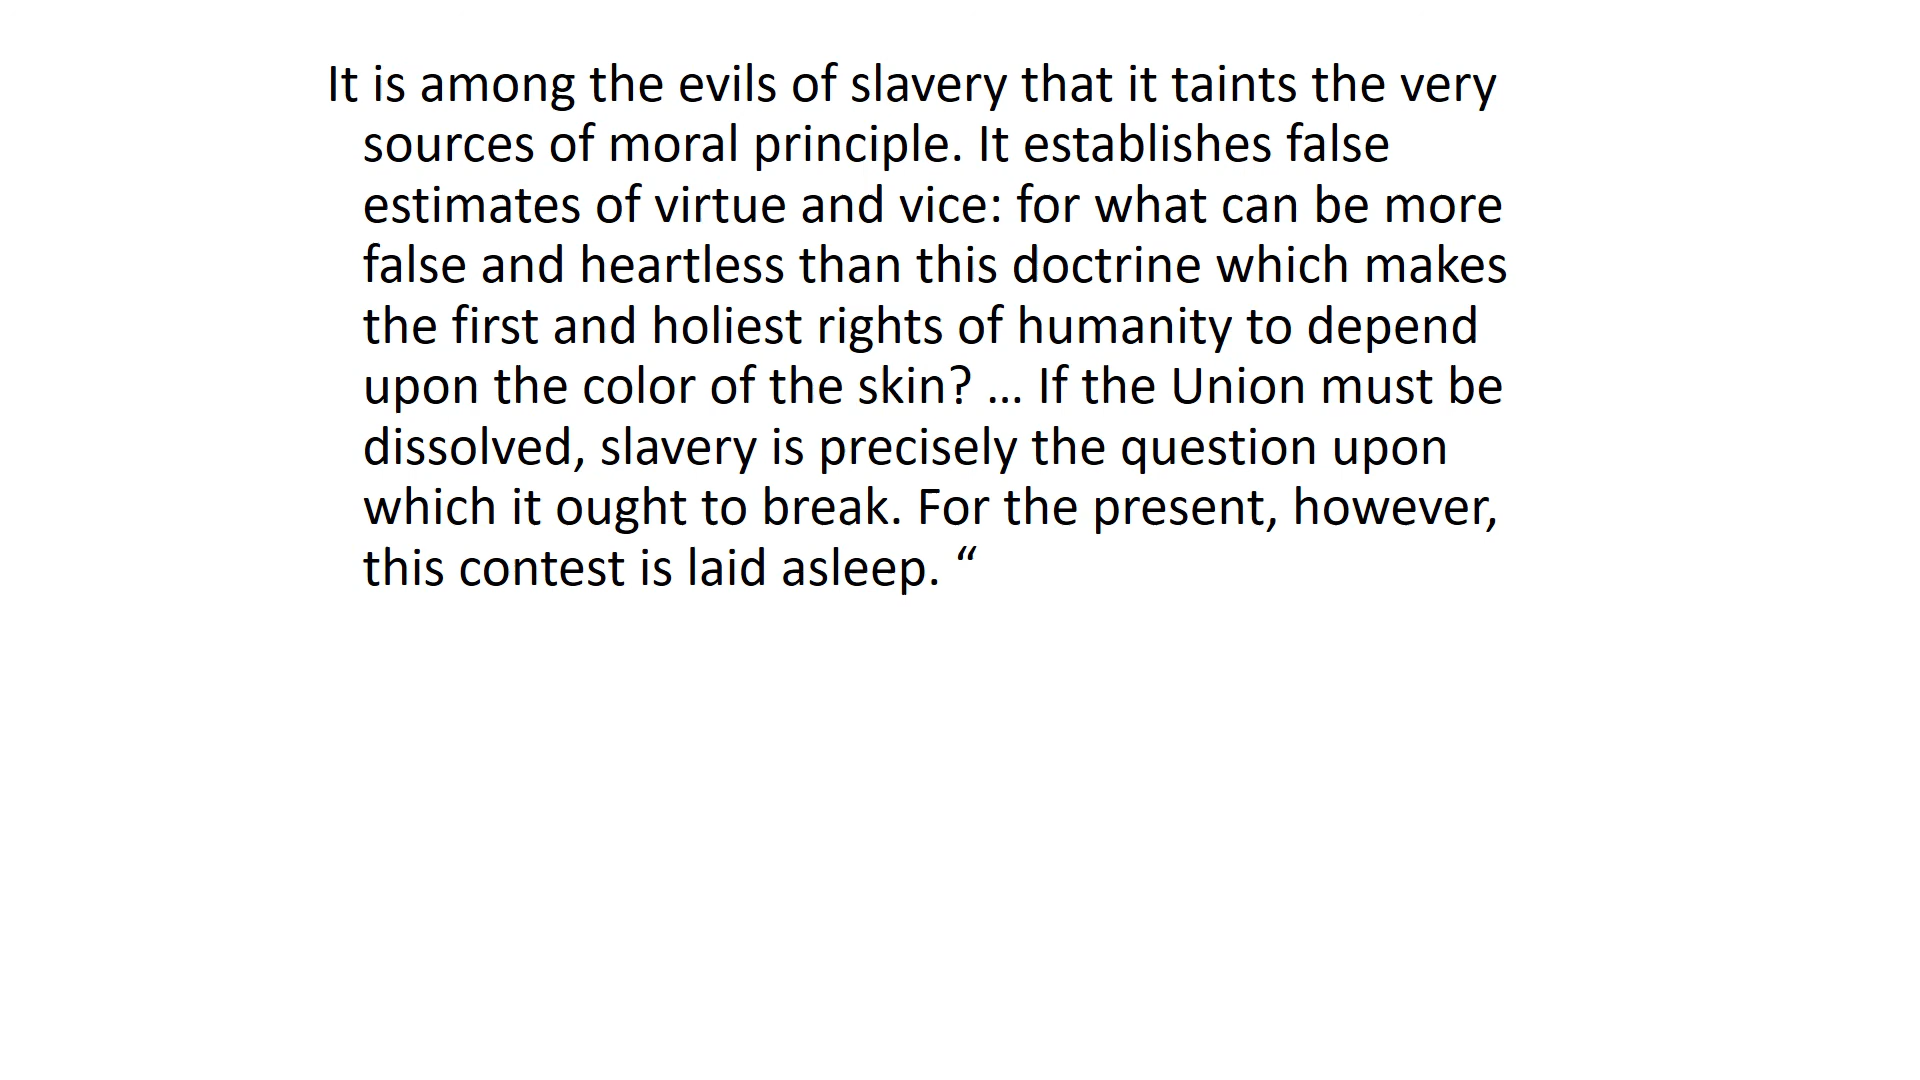 It is among the evils of slavery that it taints the very
sources of moral principle. It establishes false
estimates of virtue and vice: for what can be more
false and heartless than this doctrine which makes
the first and holiest rights of humanity to depend
upon the color of the skin? … If the Union must be
dissolved, slavery is precisely the question upon
which it ought to break. For the present, however,
this contest is laid asleep. “